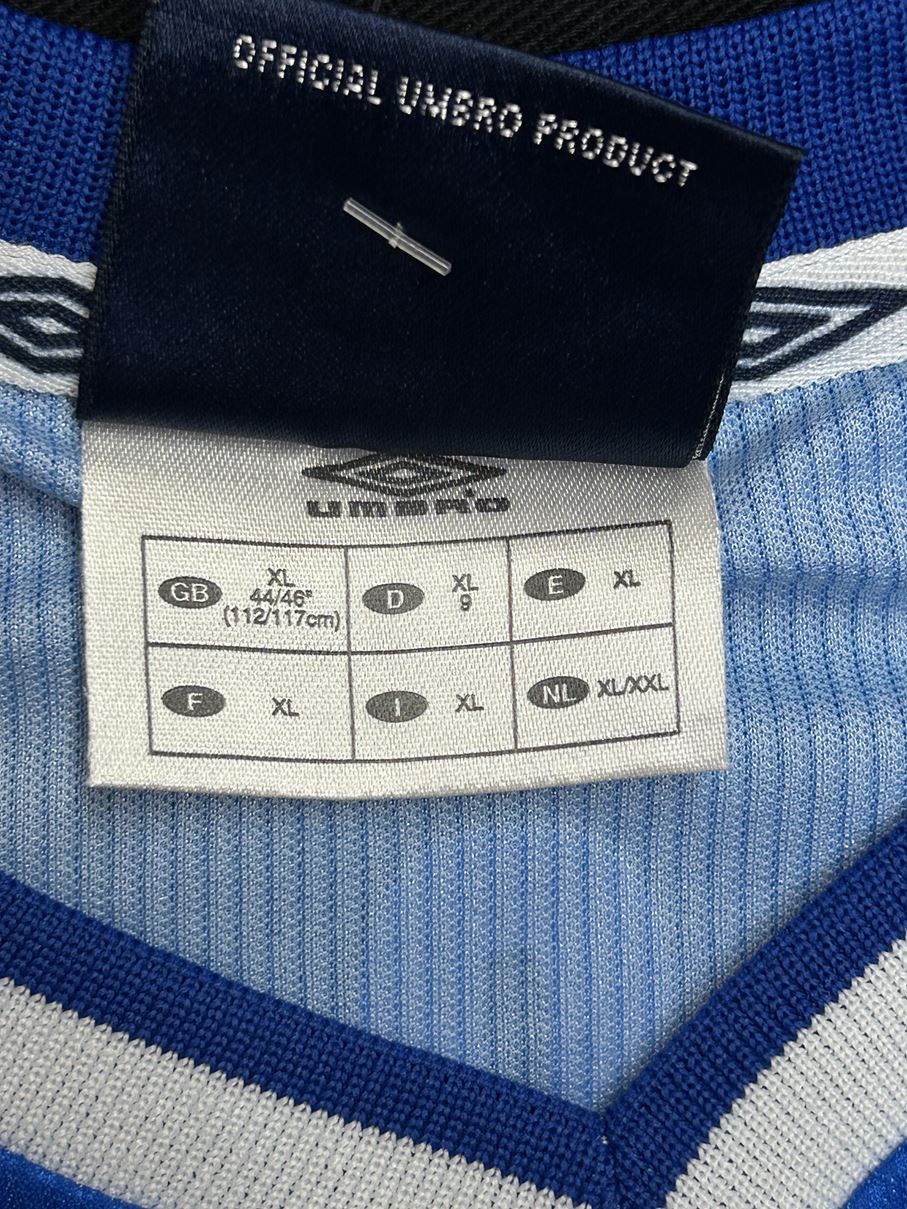 OFFICIAL UMBRO PRODUCT
UMBRO
GB XL 44/46" (112/117cm)
D XL 9
E XL
F XL
I XL
NL XL/XXL